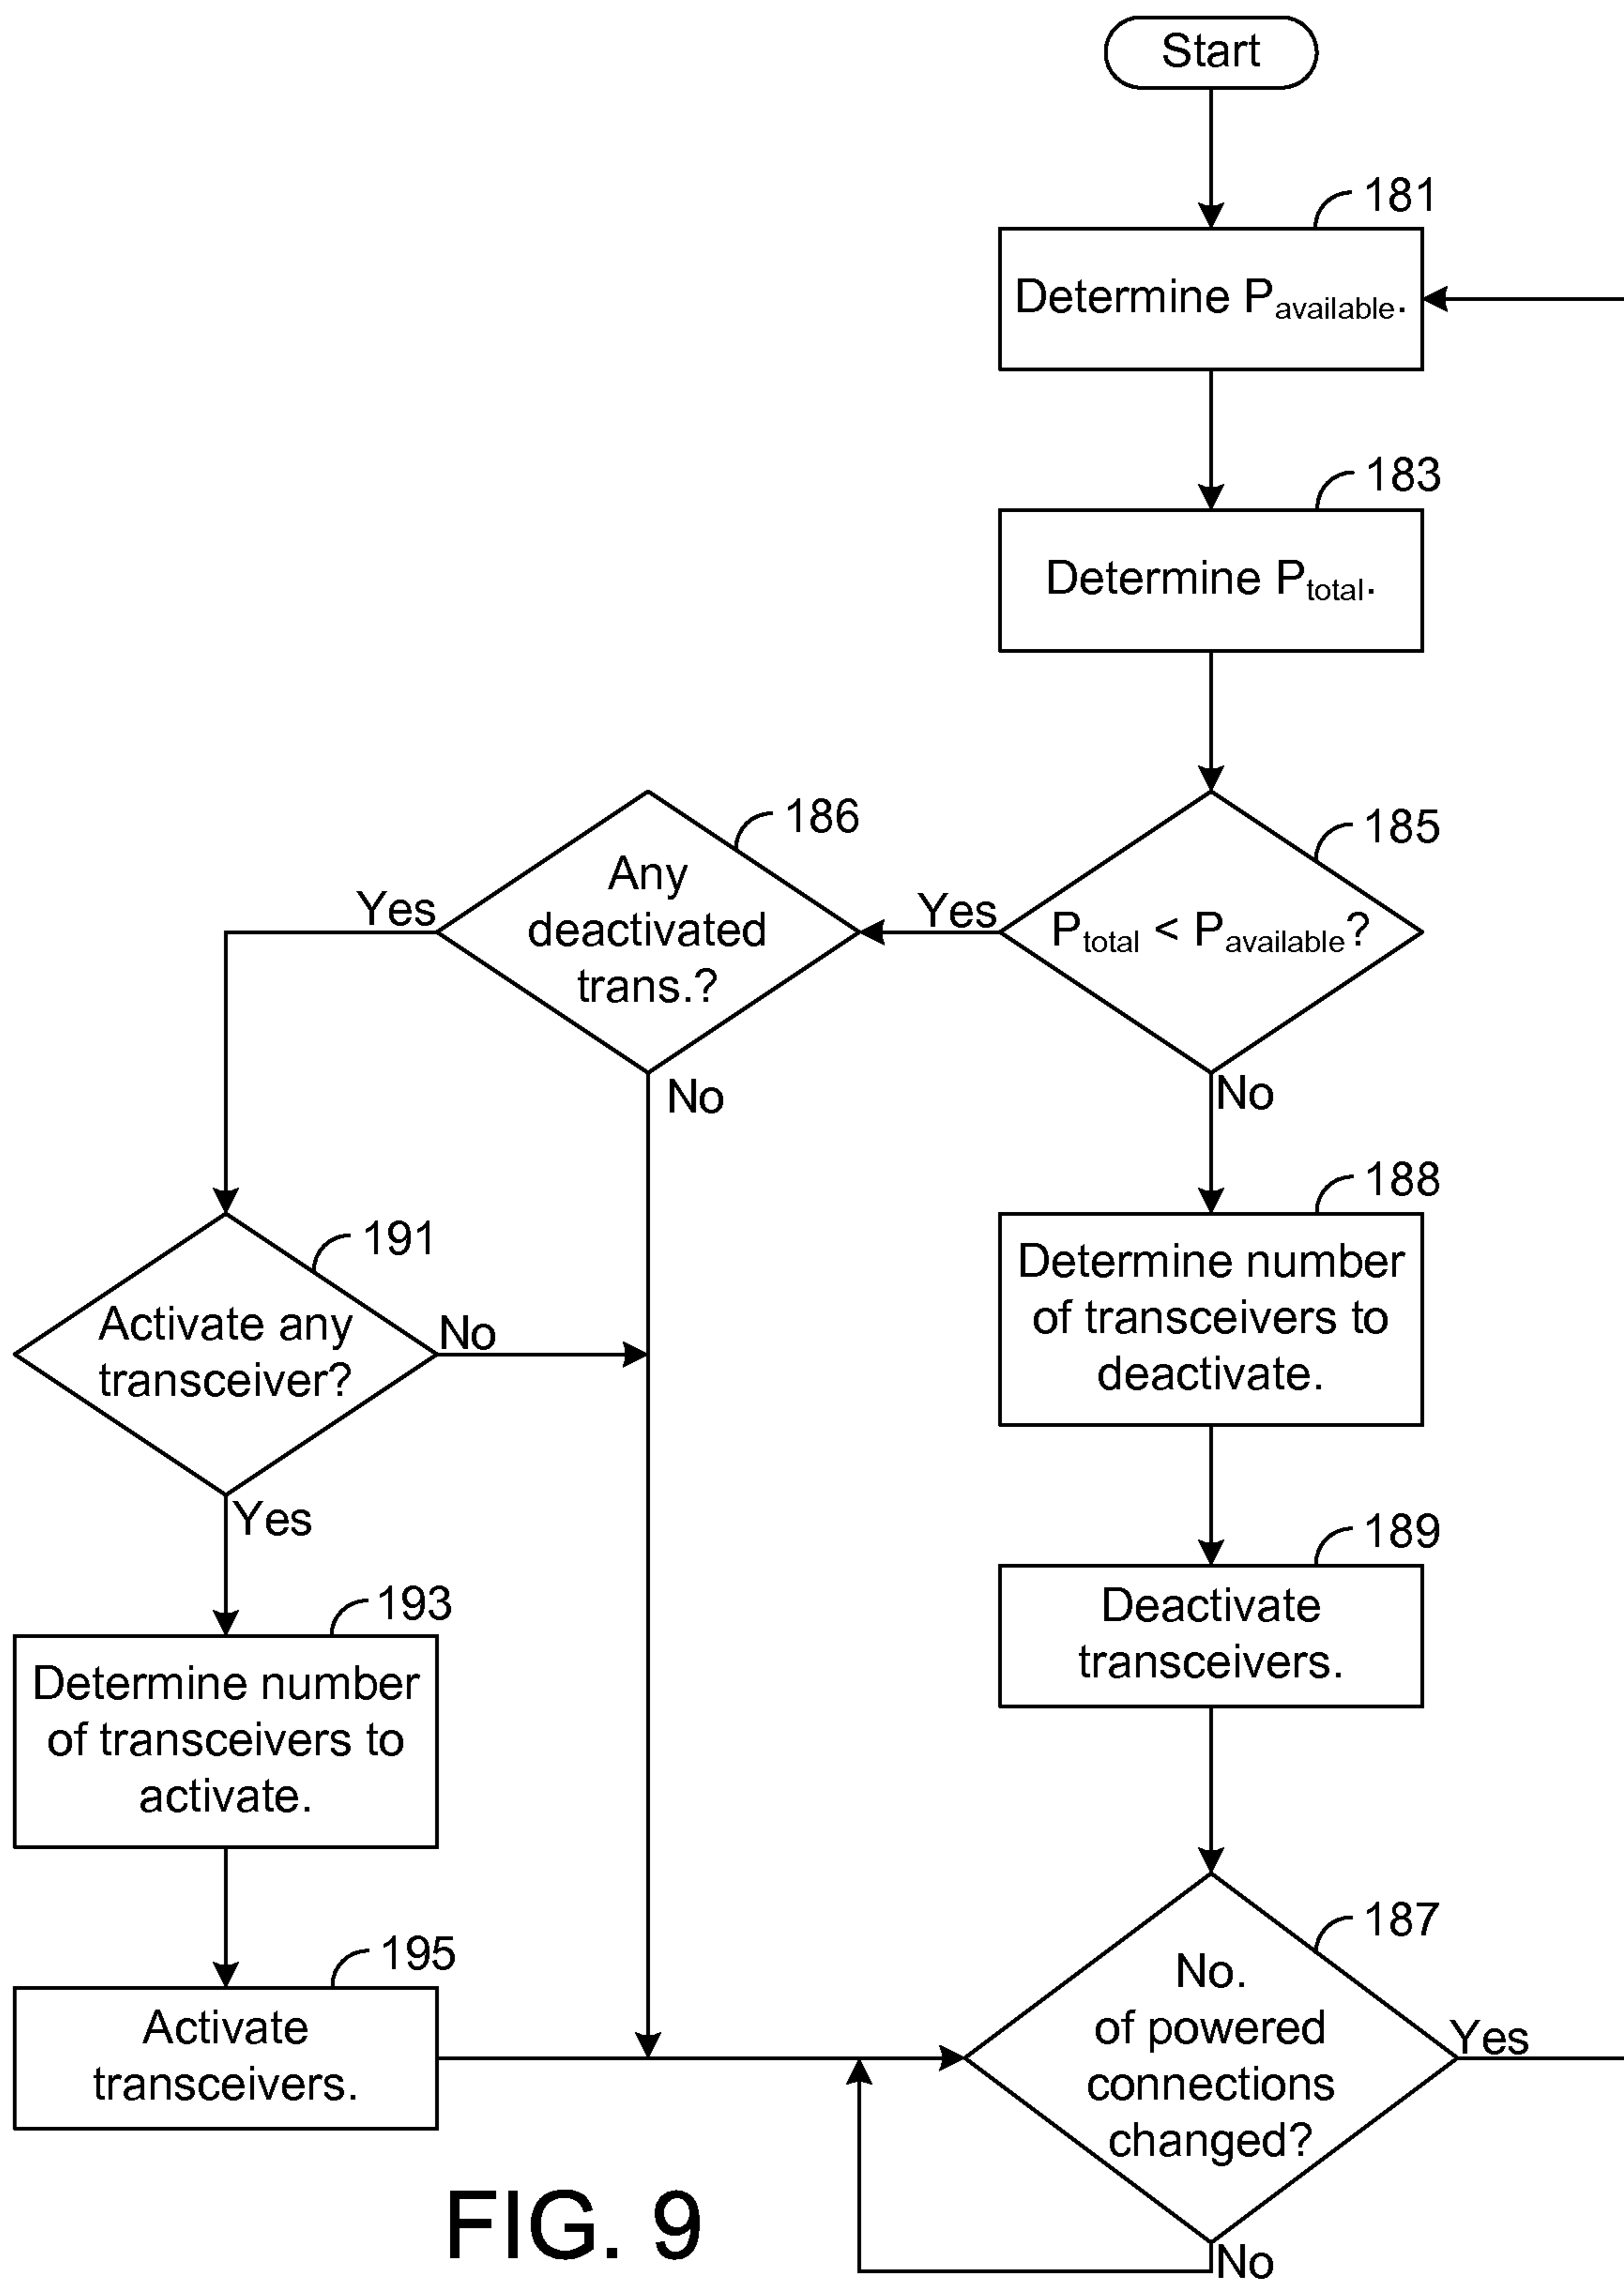 Start
181
Determine Pavailable.
183
Determine Ptotal.
185
Ptotal < Pavailable?
Yes
No
186
Any
deactivated
trans.?
Yes
No
191
Activate any
transceiver?
No
Yes
188
Determine number
of transceivers to
deactivate.
189
Deactivate
transceivers.
193
Determine number
of transceivers to
activate.
195
Activate
transceivers.
187
No.
of powered
connections
changed?
Yes
No
FIG. 9